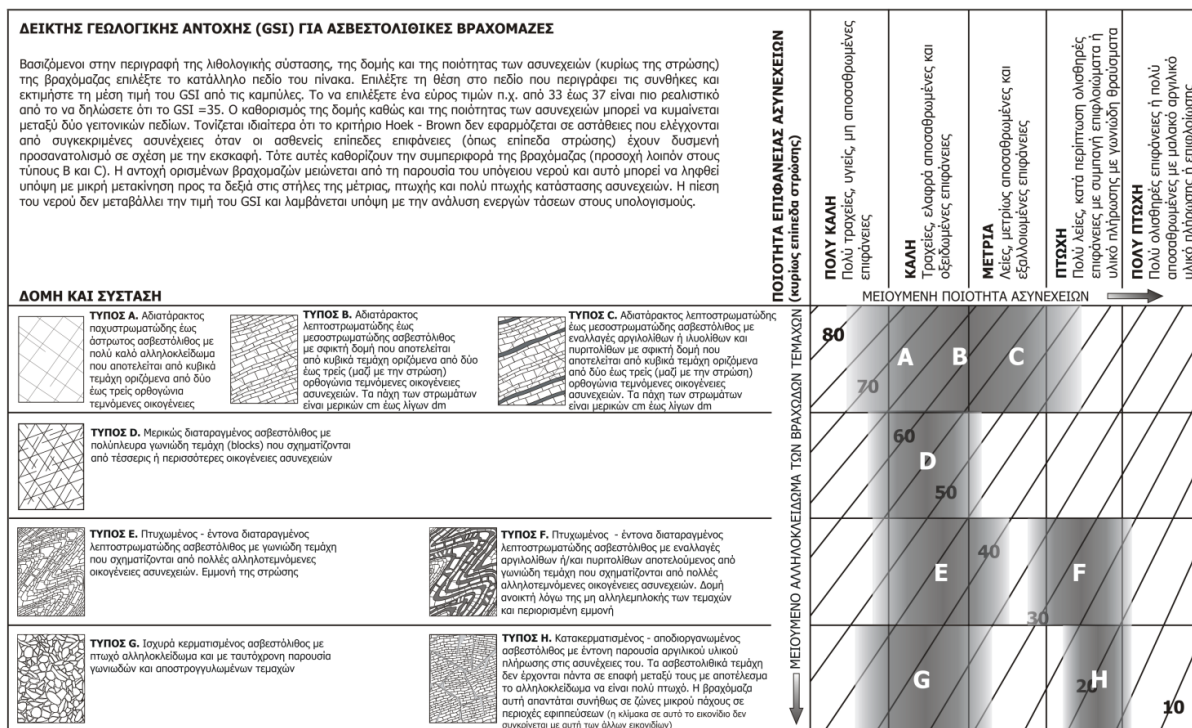 ΔΕΙΚΤΗΣ ΓΕΩΛΟΓΙΚΗΣ ΑΝΤΟΧΗΣ (GSI) ΓΙΑ ΑΣΒΕΣΤΟΛΙΘΙΚΕΣ ΒΡΑΧΟΜΑΖΕΣ
Βασιζόμενοι στην περιγραφή της λιθολογικής σύστασης, της δομής και της ποιότητας των ασυνεχειών (κυρίως της στρώσης)
της βραχόμαζας επιλέξτε το κατάλληλο πεδίο του πίνακα. Επιλέξτε τη θέση στο πεδίο που περιγράφει τις συνθήκες και
εκτιμήστε τη μέση τιμή του GSI από τις καμπύλες. Το να επιλέξετε ένα εύρος τιμών π.χ. από 33 έως 37 είναι πιο ρεαλιστικό
από το να δηλώσετε ότι το GSI =35. Ο καθορισμός της δομής καθώς και της ποιότητας των ασυνεχειών μπορεί να κυμαίνεται
μεταξύ δύο γειτονικών πεδίων. Τονίζεται ιδιαίτερα ότι το κριτήριο Hoek - Brown δεν εφαρμόζεται σε αστάθειες που ελέγχονται
από συγκεκριμένες ασυνέχειες όταν οι ασθενείς επίπεδες επιφάνειες (όπως επίπεδα στρώσης) έχουν δυσμενή
προσανατολισμό σε σχέση με την εκσκαφή. Τότε αυτές καθορίζουν την συμπεριφορά της βραχόμαζας (προσοχή λοιπόν στους
τύπους Β και C). Η αντοχή ορισμένων βραχομαζών μειώνεται από τη παρουσία του υπόγειου νερού και αυτό μπορεί να ληφθεί
υπόψη με μικρή μετακίνηση προς τα δεξιά στις στήλες της μέτριας, πτωχής και πολύ πτωχής κατάστασης ασυνεχειών. Η πίεση
του νερού δεν μεταβάλλει την τιμή του GSI και λαμβάνεται υπόψη με την ανάλυση ενεργών τάσεων στους υπολογισμούς.
ΔΟΜΗ ΚΑΙ ΣΥΣΤΑΣΗ
ΠΟΙΟΤΗΤΑ ΕΠΙΦΑΝΕΙΑΣ ΑΣΥΝΕΧΕΙΩΝ
(κυρίως επίπεδα στρώσης)
ΠΟΛΥ ΚΑΛΗ
Πολύ τραχείες, υγιείς, μη αποσαθρωμένες
επιφάνειες
ΚΑΛΗ
Τραχείες, ελαφρά αποσαθρωμένες και
οξειδωμένες επιφάνειες
ΜΕΤΡΙΑ
Λείες, μετρίως αποσαθρωμένες και
εξαλλοιωμένες επιφάνειες
ΠΤΩΧΗ
Πολύ λείες, κατά περίπτωση ολισθηρές
επιφάνειες με συμπαγή επιφλοιώματα ή
υλικό πλήρωσης με γωνιώδη θραύσματα
ΠΟΛΥ ΠΤΩΧΗ
Πολύ ολισθηρές επιφάνειες ή πολύ
αποσαθρωμένες με μαλακό αργιλικό
υλικό πλήρωσης ή επιφλοίωσης
ΜΕΙΟΥΜΕΝΗ ΠΟΙΟΤΗΤΑ ΑΣΥΝΕΧΕΙΩΝ
ΤΥΠΟΣ Α. Αδιατάρακτος
παχυστρωματώδης έως
άστρωτος ασβεστόλιθος με
πολύ καλό αλληλοκλείδωμα
που αποτελείται από κυβικά
τεμάχη οριζόμενα από δύο
έως τρείς ορθογώνια
τεμνόμενες οικογένειες
ΤΥΠΟΣ Β. Αδιατάρακτος
λεπτοστρωματώδης έως
μεσοστρωματώδης ασβεστόλιθος
με σφικτή δομή που αποτελείται
από κυβικά τεμάχη οριζόμενα από δύο
έως τρεις (μαζί με την στρώση)
ορθογώνια τεμνόμενες οικογένειες
ασυνεχειών. Τα πάχη των στρωμάτων
είναι μερικών cm έως λίγων dm
ΤΥΠΟΣ C. Αδιατάρακτος λεπτοστρωματώδης
έως μεσοστρωματώδης ασβεστόλιθος με
εναλλαγές αργιλολίθων ή ιλυολίθων και
πυριτολίθων με σφικτή δομή που
αποτελείται από κυβικά τεμάχη οριζόμενα
από δύο έως τρεις (μαζί με την στρώση)
ορθογώνια τεμνόμενες οικογένειες
ασυνεχειών. Τα πάχη των στρωμάτων
είναι μερικών cm έως λίγων dm
ΤΥΠΟΣ D. Μερικώς διαταραγμένος ασβεστόλιθος με
πολύπλευρα γωνιώδη τεμάχη (blocks) που σχηματίζονται
από τέσσερις ή περισσότερες οικογένειες ασυνεχειών
ΤΥΠΟΣ Ε. Πτυχωμένος - έντονα διαταραγμένος
λεπτοστρωματώδης ασβεστόλιθος με γωνιώδη τεμάχη
που σχηματίζονται από πολλές αλληλοτεμνόμενες
οικογένειες ασυνεχειών. Εμμονή της στρώσης
ΤΥΠΟΣ F. Πτυχωμένος - έντονα διαταραγμένος
λεπτοστρωματώδης ασβεστόλιθος με εναλλαγές
αργιλολίθων ή/και πυριτολίθων αποτελούμενος από
γωνιώδη τεμάχη που σχηματίζονται από πολλές
αλληλοτεμνόμενες οικογένειες ασυνεχειών. Δομή
ανοικτή λόγω της μη αλληλεμπλοκής των τεμαχών
και περιορισμένη εμμονή
ΤΥΠΟΣ G. Ισχυρά κερματισμένος ασβεστόλιθος με
πτωχό αλληλοκλείδωμα και με ταυτόχρονη παρουσία
γωνιωδών και αποστρογγυλωμένων τεμαχών
ΤΥΠΟΣ Η. Κατακερματισμένος - αποδιοργανωμένος
ασβεστόλιθος με έντονη παρουσία αργιλικού υλικού
πλήρωσης στις ασυνέχειες του. Τα ασβεστολιθικά τεμάχη
δεν έρχονται πάντα σε επαφή μεταξύ τους με αποτέλεσμα
το αλληλοκλείδωμα να είναι πολύ πτωχό. Η βραχόμαζα
αυτή απαντάται συνήθως σε ζώνες μικρού πάχους σε
περιοχές εφιππεύσεων (η κλίμακα σε αυτό το εικονίδιο δεν
συγκρίνεται με αυτή των άλλων εικονιδίων)
ΜΕΙΟΥΜΕΝΟ ΑΛΛΗΛΟΚΛΕΙΔΩΜΑ ΤΩΝ ΒΡΑΧΩΔΩΝ ΤΕΜΑΧΩΝ
80
A
B
C
70
60
D
50
40
E
F
30
G
20
H
10